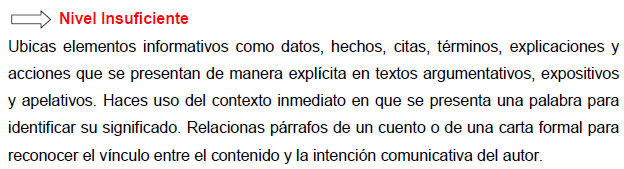 Nivel Insuficiente
Ubicas elementos informativos como datos, hechos, citas, términos, explicaciones y
acciones que se presentan de manera explícita en textos argumentativos, expositivos
y apelativos. Haces uso del contexto inmediato en que se presenta una palabra para
identificar su significado. Relacionas párrafos de un cuento o de una carta formal para
reconocer el vínculo entre el contenido y la intención comunicativa del autor.